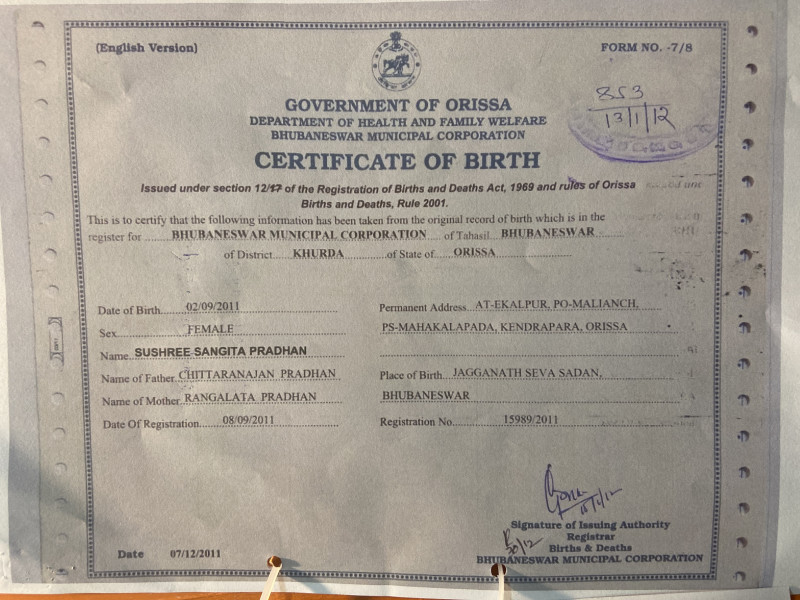 (English Version)
FORM NO. -7/8
853
13/1/12
GOVERNMENT OF ORISSA
DEPARTMENT OF HEALTH AND FAMILY WELFARE
BHUBANESWAR MUNICIPAL CORPORATION
CERTIFICATE OF BIRTH
Issued under section 12/17 of the Registration of Births and Deaths Act, 1969 and rules of Orissa
Births and Deaths, Rule 2001.
This is to certify that the following information has been taken from the original record of birth which is in the
register for BHUBANESWAR MUNICIPAL CORPORATION of Tahasil BHUBANESWAR
of District KHURDA of State of ORISSA
Date of Birth 02/09/2011
Sex FEMALE
Name SUSHREE SANGITA PRADHAN
Name of Father CHITTARANJAN PRADHAN
Name of Mother RANGALATA PRADHAN
Date Of Registration 08/09/2011
Permanent Address AT-EKALPUR, PO-MALIANCH,
PS-MAHAKALAPADA, KENDRAPARA, ORISSA
Place of Birth JAGGANATH SEVA SADAN,
BHUBANESWAR
Registration No. 15989/2011
Signature of Issuing Authority
Registrar
Births & Deaths
BHUBANESWAR MUNICIPAL CORPORATION
Date 07/12/2011